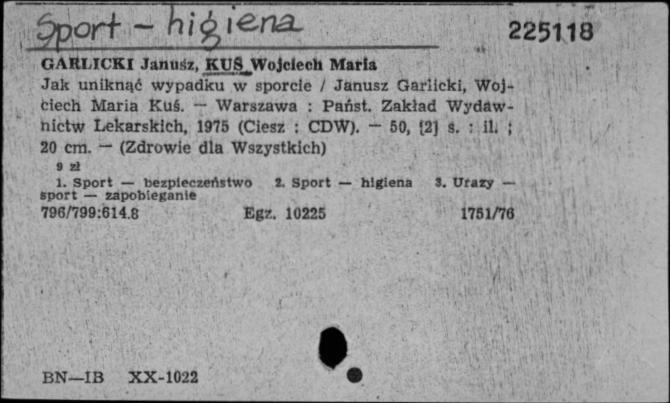 Sport – higiena
225118
GARLICKI Janusz, KUŚ Wojciech Maria
Jak uniknąć wypadku w sporcie / Janusz Garlicki, Woj-
ciech Maria Kuś. — Warszawa : Państ. Zakład Wydaw-
nictw Lekarskich, 1975 (Ciesz : CDW). — 50, [2] s. : il. ;
20 cm. — (Zdrowie dla Wszystkich)
9 zł
1. Sport — bezpieczeństwo 2. Sport — higiena 3. Urazy —
sport — zapobieganie
796/799:614.8 Egz. 10225 1751/76
BN—IB XX-1022